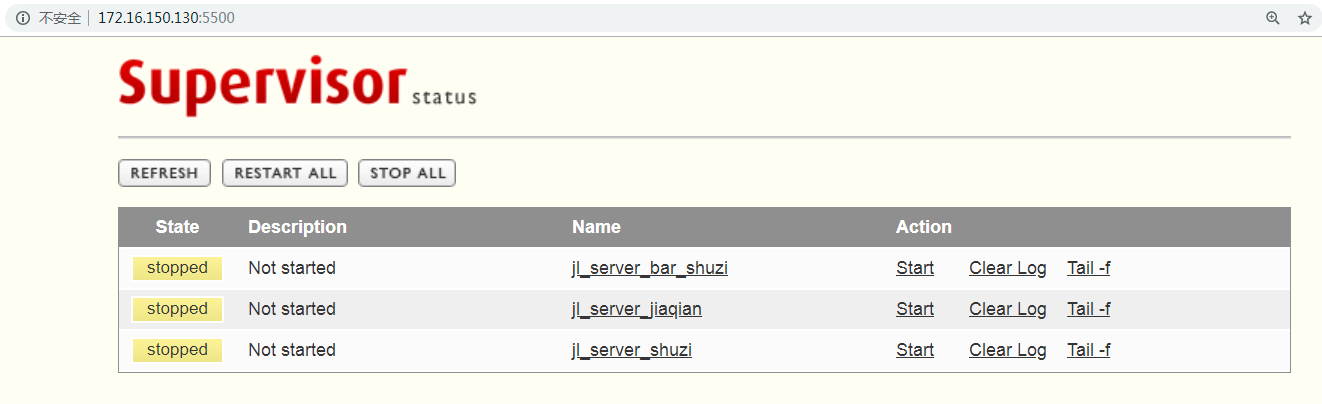 不安全 172.16.150.130:5500
Supervisor status
REFRESH RESTART ALL STOP ALL
State Description Name Action
stopped Not started jl_server_bar_shuzi Start Clear Log Tail -f
stopped Not started jl_server_jiaqian Start Clear Log Tail -f
stopped Not started jl_server_shuzi Start Clear Log Tail -f